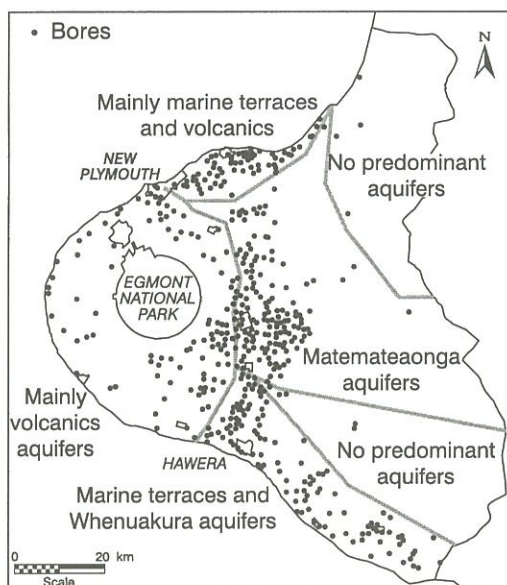 Bores
N
Mainly marine terraces
and volcanics
NEW
PLYMOUTH
No predominant
aquifers
EGMONT
NATIONAL
PARK
Matemateaonga
aquifers
Mainly
volcanics
aquifers
No predominant
aquifers
HAWERA
Marine terraces and
Whenuakura aquifers
0 20 km
Scale